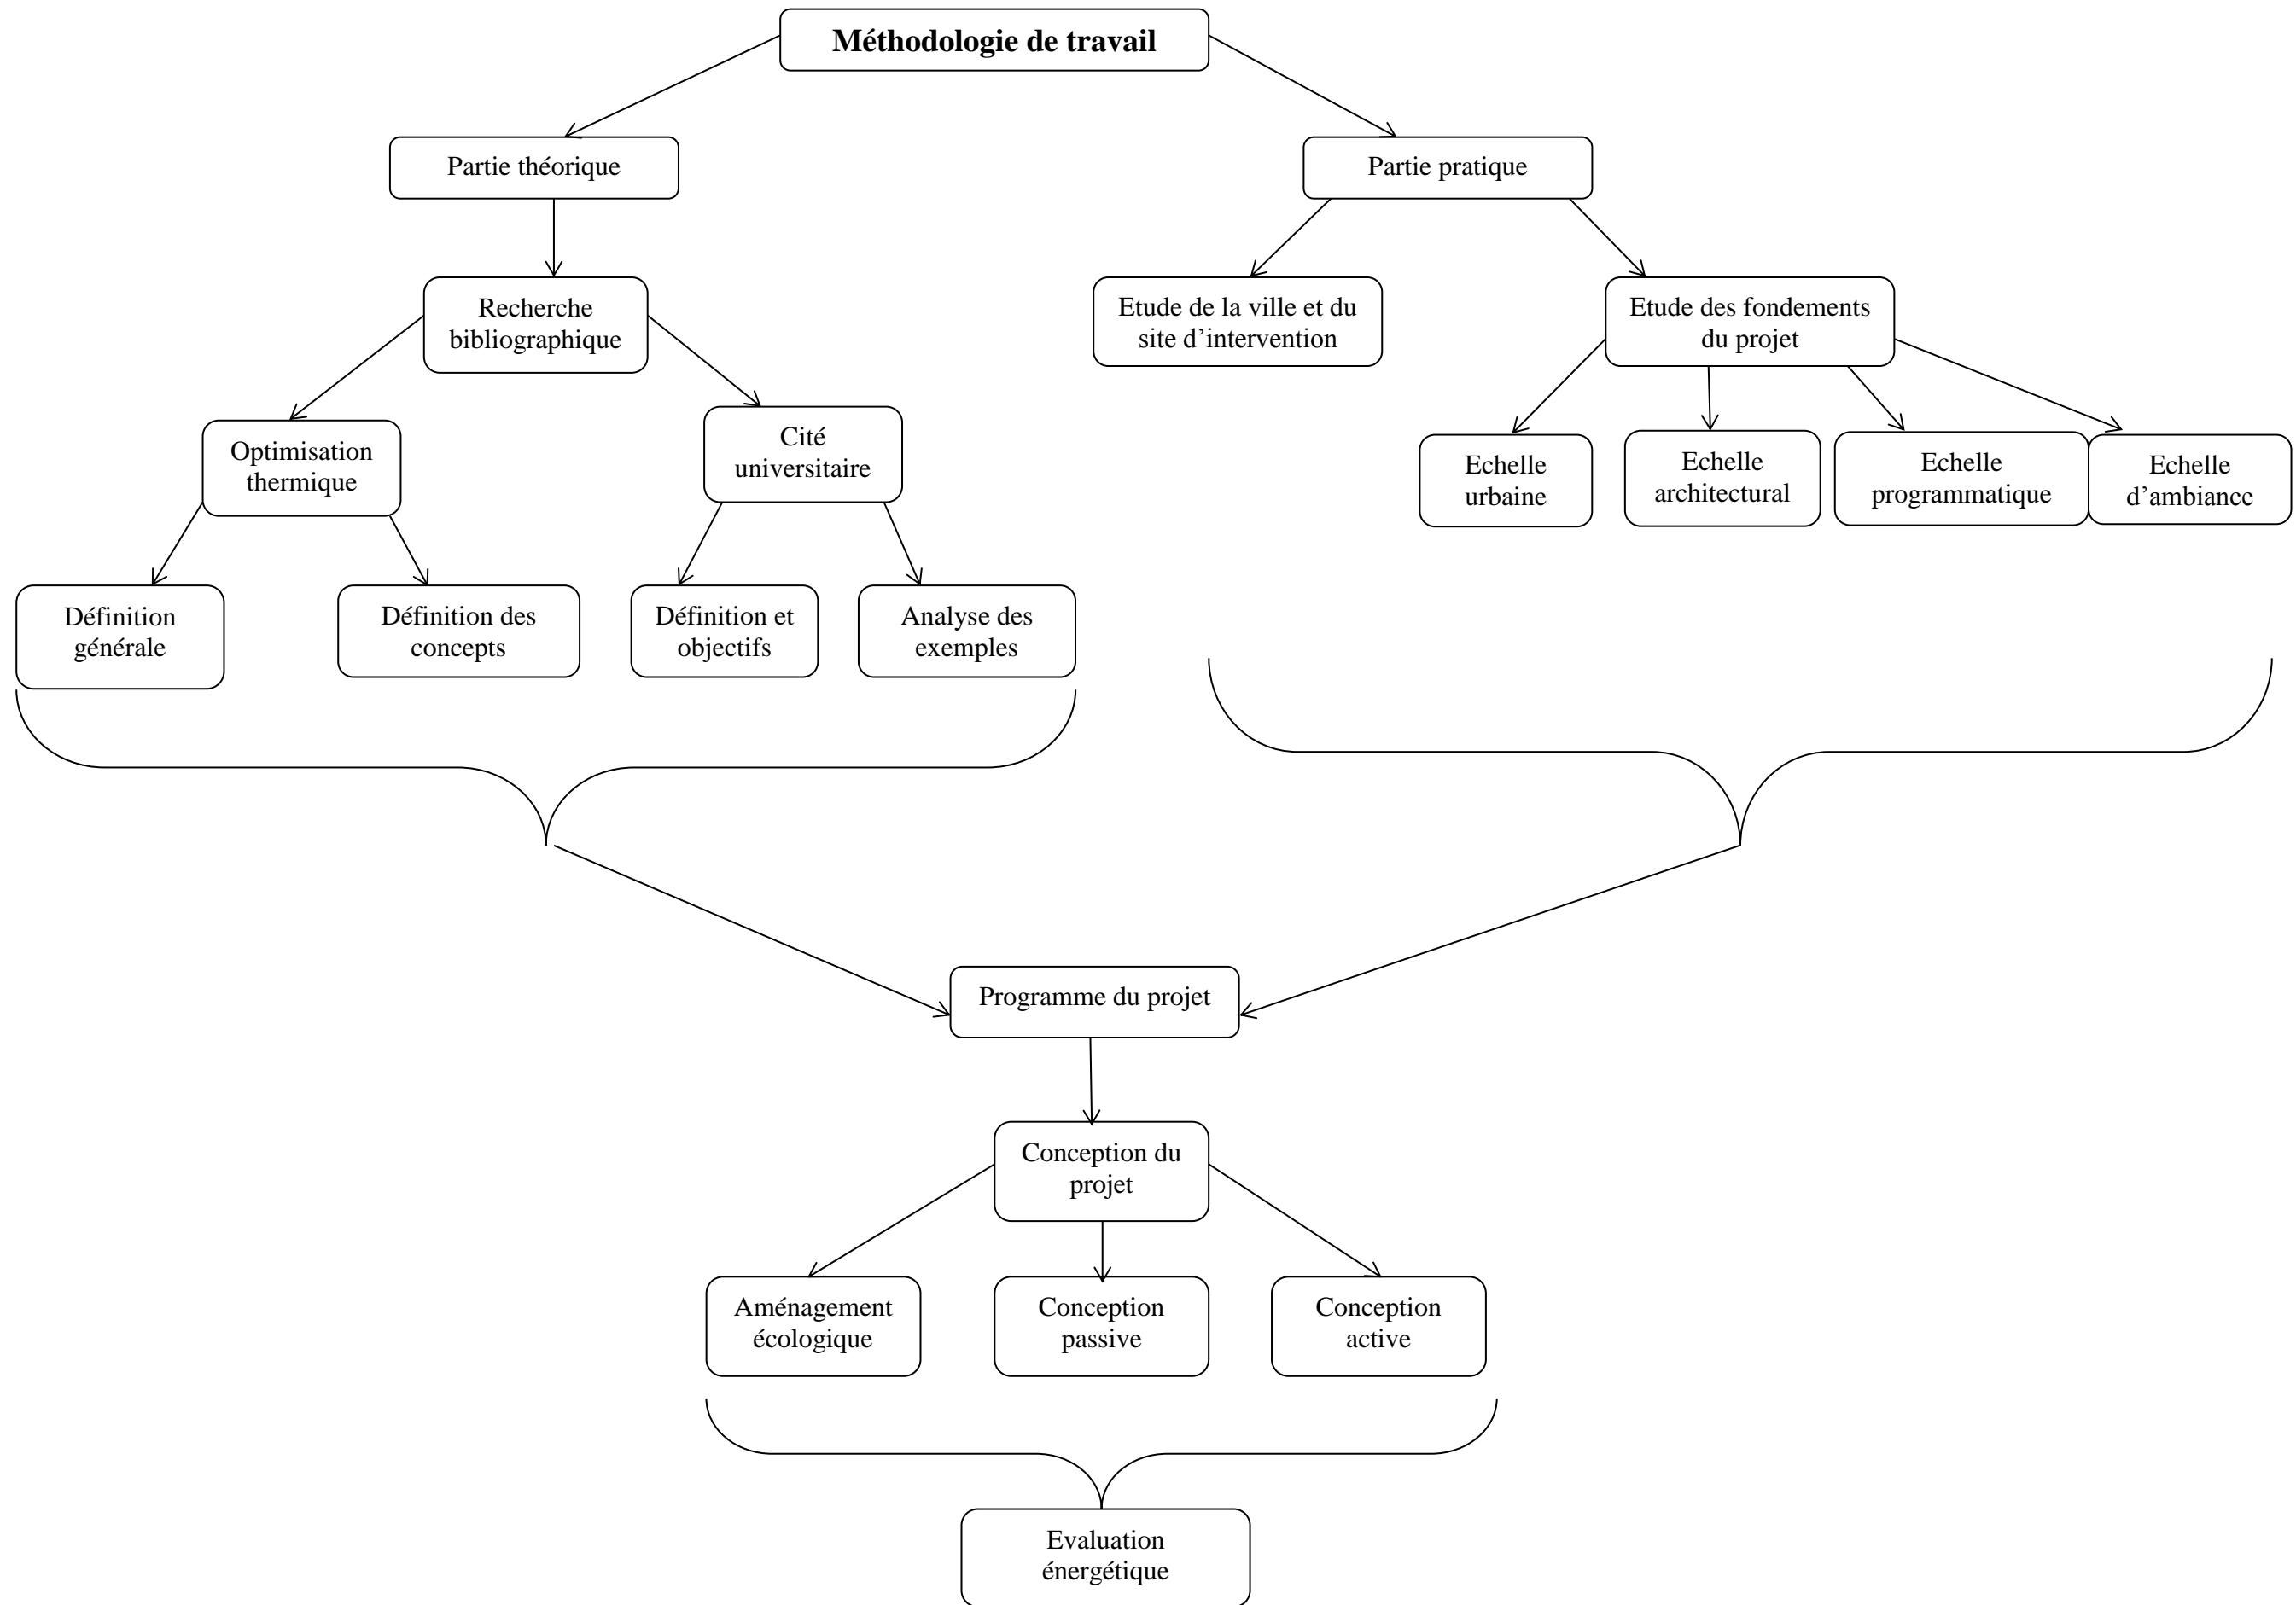 Méthodologie de travail
Partie théorique
Partie pratique
Recherche
bibliographique
Etude de la ville et du
site d’intervention
Etude des fondements
du projet
Optimisation
thermique
Cité
universitaire
Echelle
urbaine
Echelle
architectural
Echelle
programmatique
Echelle
d’ambiance
Définition
générale
Définition des
concepts
Définition et
objectifs
Analyse des
exemples
Programme du projet
Conception du
projet
Aménagement
écologique
Conception
passive
Conception
active
Evaluation
énergétique